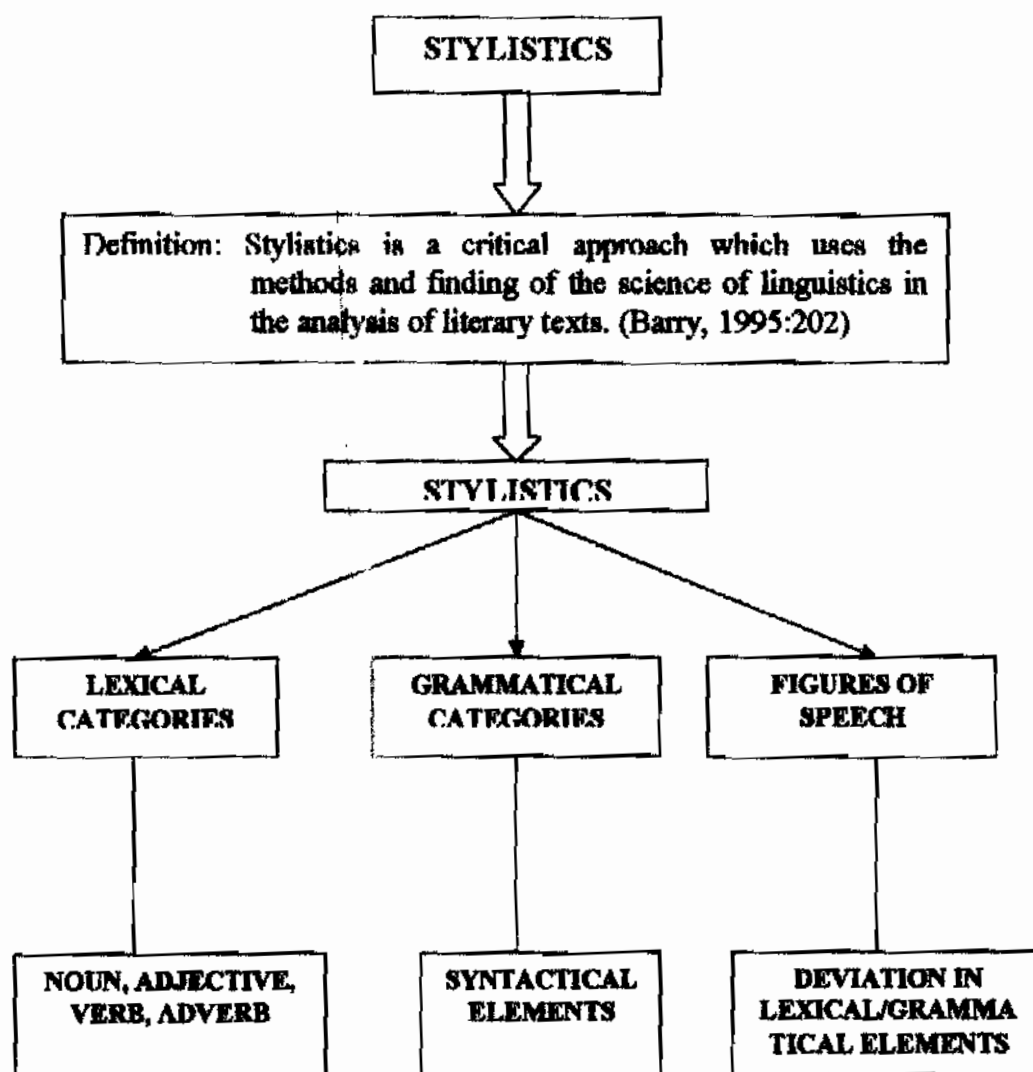 STYLISTICS
Definition: Stylistics is a critical approach which uses the
methods and finding of the science of linguistics in
the analysis of literary texts. (Barry, 1995:202)
STYLISTICS
LEXICAL
CATEGORIES
GRAMMATICAL
CATEGORIES
FIGURES OF
SPEECH
NOUN, ADJECTIVE,
VERB, ADVERB
SYNTACTICAL
ELEMENTS
DEVIATION IN
LEXICAL/GRAMMA
TICAL ELEMENTS